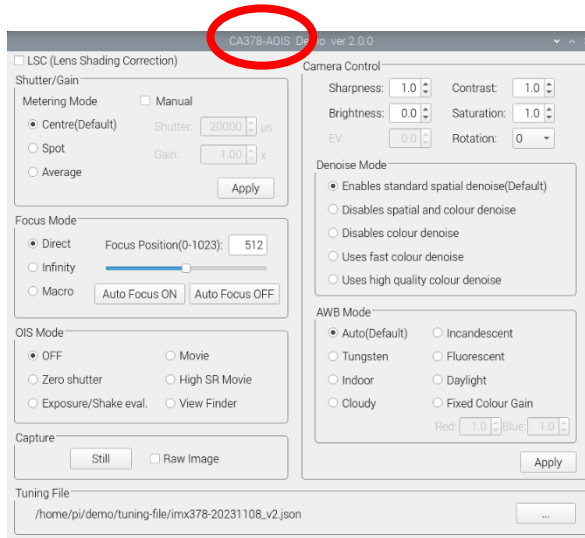 CA378-AOIS Demo ver 2.0.0
LSC (Lens Shading Correction)
Shutter/Gain
Metering Mode
Manual
Centre(Default)
Shutter: 20000 µs
Spot
Gain: 1.00 x
Average
Apply
Focus Mode
Direct
Focus Position(0-1023): 512
Infinity
Macro
Auto Focus ON
Auto Focus OFF
OIS Mode
OFF
Movie
Zero shutter
High SR Movie
Exposure/Shake eval.
View Finder
Capture
Still
Raw Image
Camera Control
Sharpness: 1.0
Contrast: 1.0
Brightness: 0.0
Saturation: 1.0
EV: 0.0
Rotation: 0
Denoise Mode
Enables standard spatial denoise(Default)
Disables spatial and colour denoise
Disables colour denoise
Uses fast colour denoise
Uses high quality colour denoise
AWB Mode
Auto(Default)
Incandescent
Tungsten
Fluorescent
Indoor
Daylight
Cloudy
Fixed Colour Gain
Red: 1.0 Blue: 1.0
Apply
Tuning File
/home/pi/demo/tuning-file/imx378-20231108_v2.json
...